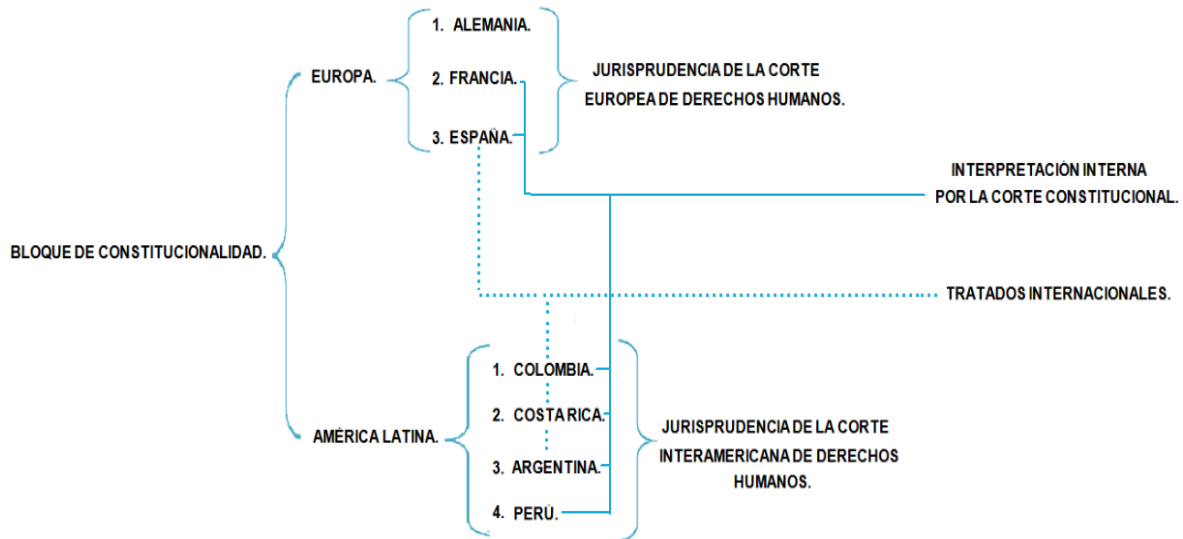 BLOQUE DE CONSTITUCIONALIDAD.
EUROPA.
1. ALEMANIA.
2. FRANCIA.
3. ESPAÑA.
JURISPRUDENCIA DE LA CORTE
EUROPEA DE DERECHOS HUMANOS.
INTERPRETACIÓN INTERNA
POR LA CORTE CONSTITUCIONAL.
TRATADOS INTERNACIONALES.
AMÉRICA LATINA.
1. COLOMBIA.
2. COSTA RICA.
3. ARGENTINA.
4. PERÚ.
JURISPRUDENCIA DE LA CORTE
INTERAMERICANA DE DERECHOS
HUMANOS.